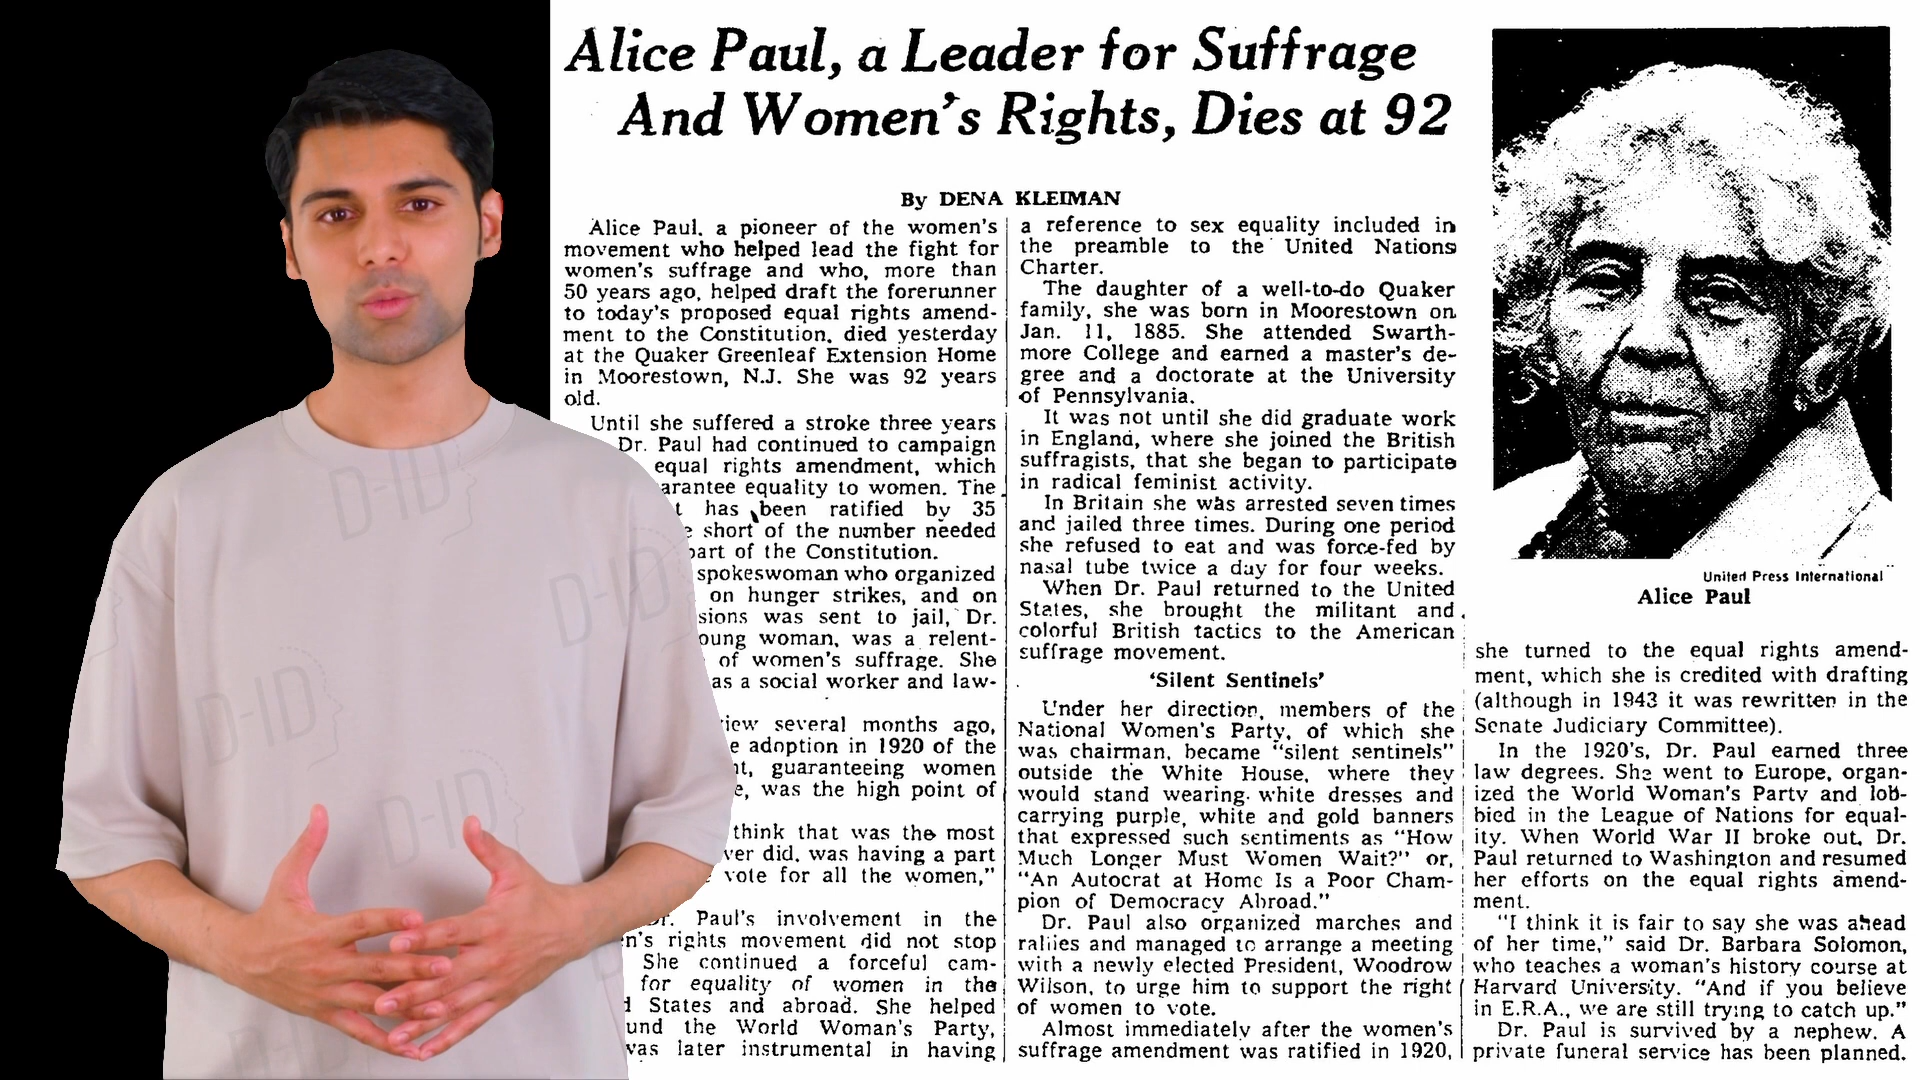 Alice Paul, a Leader for Suffrage
And Women's Rights, Dies at 92
By DENA KLEIMAN
Alice Paul, a pioneer of the women's
movement who helped lead the fight for
women's suffrage and who, more than
50 years ago, helped draft the forerunner
to today's proposed equal rights amend-
ment to the Constitution, died yesterday
at the Quaker Greenleaf Extension Home
in Moorestown, N.J. She was 92 years
old.
Until she suffered a stroke three years
Dr. Paul had continued to campaign
equal rights amendment, which
equality to women. The
has been ratified by 35
short of the number needed
part of the Constitution.
spokeswoman who organized
on hunger strikes, and on
was sent to jail, Dr.
woman, was a relent-
of women's suffrage. She
as a social worker and law-
several months ago,
adoption in 1920 of the
guaranteeing women
was the high point of
think that was the most
did, was having a part
vote for all the women,"
Dr. Paul's involvement in the
rights movement did not stop
She continued a forceful cam-
for equality of women in the
States and abroad. She helped
the World Woman's Party,
was later instrumental in having
a reference to sex equality included in
the preamble to the United Nations
Charter.
The daughter of a well-to-do Quaker
family, she was born in Moorestown on
Jan. 11, 1885. She attended Swarth-
more College and earned a master's de-
gree and a doctorate at the University
of Pennsylvania.
It was not until she did graduate work
in England, where she joined the British
suffragists, that she began to participate
in radical feminist activity.
In Britain she was arrested seven times
and jailed three times. During one period
she refused to eat and was force-fed by
nasal tube twice a day for four weeks.
When Dr. Paul returned to the United
States, she brought the militant and
colorful British tactics to the American
suffrage movement.
'Silent Sentinels'
Under her direction, members of the
National Women's Party, of which she
was chairman, became "silent sentinels"
outside the White House, where they
would stand wearing white dresses and
carrying purple, white and gold banners
that expressed such sentiments as "How
Much Longer Must Women Wait?" or,
"An Autocrat at Home Is a Poor Cham-
pion of Democracy Abroad."
Dr. Paul also organized marches and
rallies and managed to arrange a meeting
with a newly elected President, Woodrow
Wilson, to urge him to support the right
of women to vote.
Almost immediately after the women's
suffrage amendment was ratified in 1920,
United Press International
Alice Paul
she turned to the equal rights amend-
ment, which she is credited with drafting
(although in 1943 it was rewritten in the
Senate Judiciary Committee).
In the 1920's, Dr. Paul earned three
law degrees. She went to Europe, organ-
ized the World Woman's Party and lob-
bied in the League of Nations for equal-
ity. When World War II broke out, Dr.
Paul returned to Washington and resumed
her efforts on the equal rights amend-
ment.
"I think it is fair to say she was ahead
of her time," said Dr. Barbara Solomon,
who teaches a woman's history course at
Harvard University. "And if you believe
in E.R.A., we are still trying to catch up."
Dr. Paul is survived by a nephew. A
private funeral service has been planned.
D-ID
D-ID
D-ID
D-ID